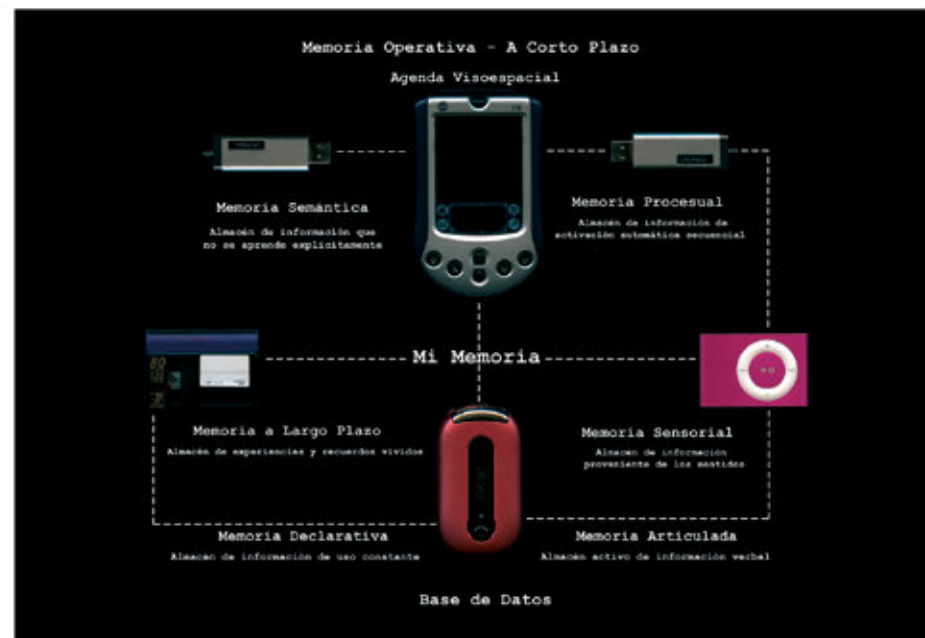 Memoria Operativa - A Corto Plazo
Agenda Visoespacial
Memoria Semántica
Almacén de información que
no se aprende explícitamente
Memoria Procesual
Almacén de información de
activación automática secuencial
Mi Memoria
Memoria a Largo Plazo
Almacén de experiencias y recuerdos vividos
Memoria Sensorial
Almacén de información
proveniente de los sentidos
Memoria Declarativa
Almacén de información de uso constante
Memoria Articulada
Almacén activo de información verbal
Base de Datos